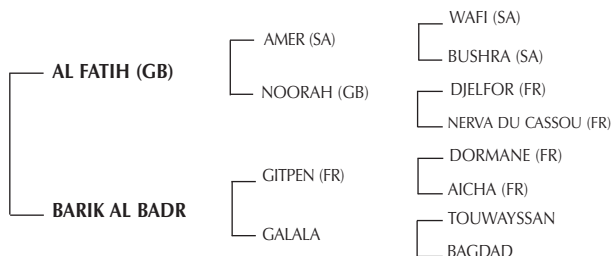 AL FATIH (GB)
AMER (SA)
WAFI (SA)
BUSHRA (SA)
NOORAH (GB)
DJELFOR (FR)
NERVA DU CASSOU (FR)
BARIK AL BADR
GITPEN (FR)
DORMANE (FR)
AICHA (FR)
GALALA
TOUWAYSSAN
BAGDAD